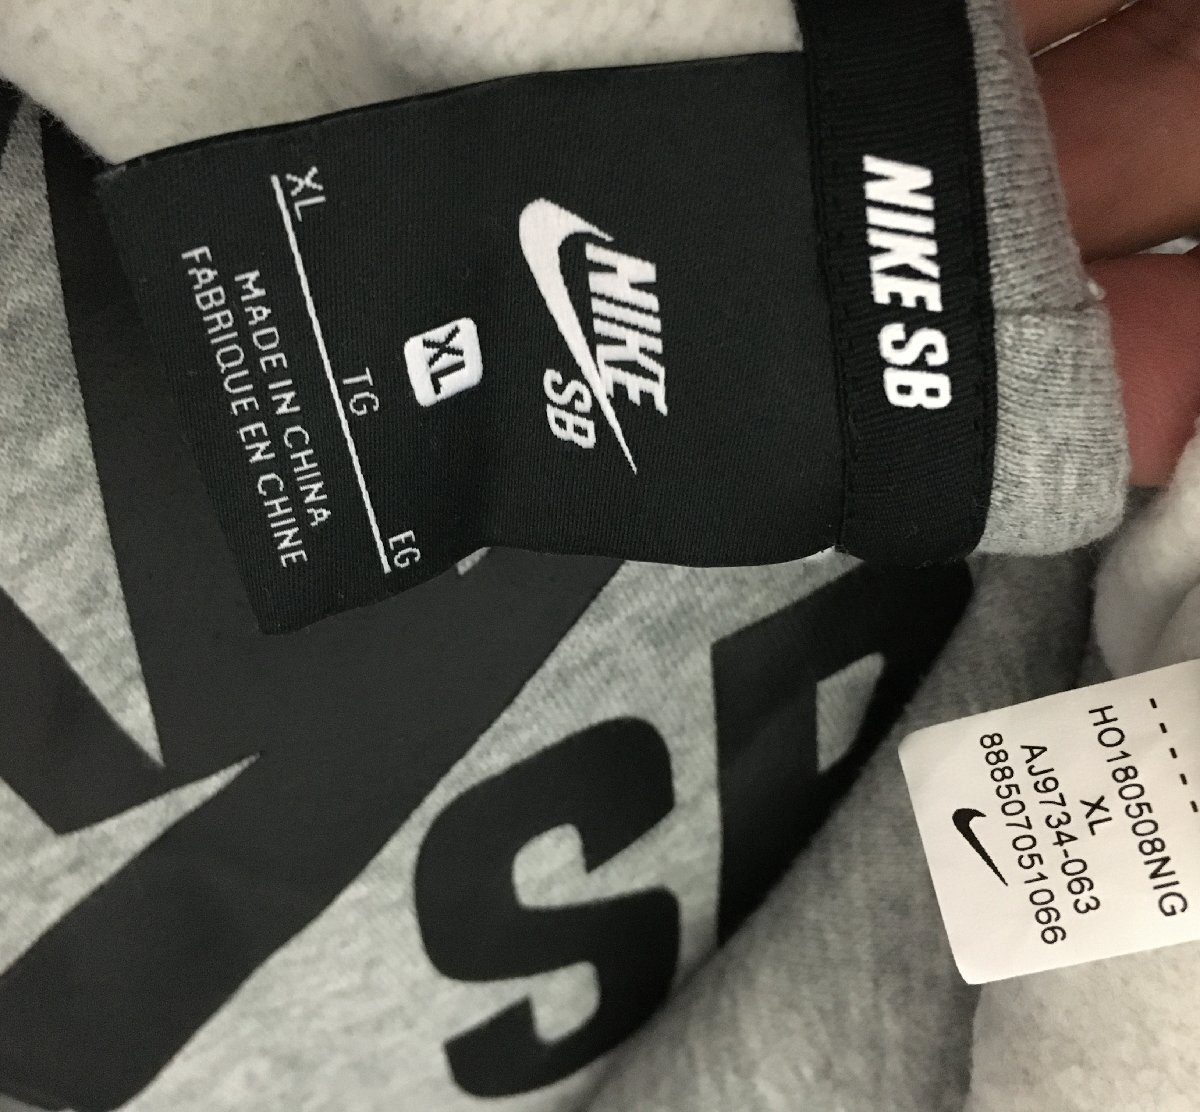 NIKE SB
NIKE
SB
XL
XL TG EG
MADE IN CHINA
FABRIQUE EN CHINE
SB
HO180508NIG
XL
AJ9734-063
888507051066